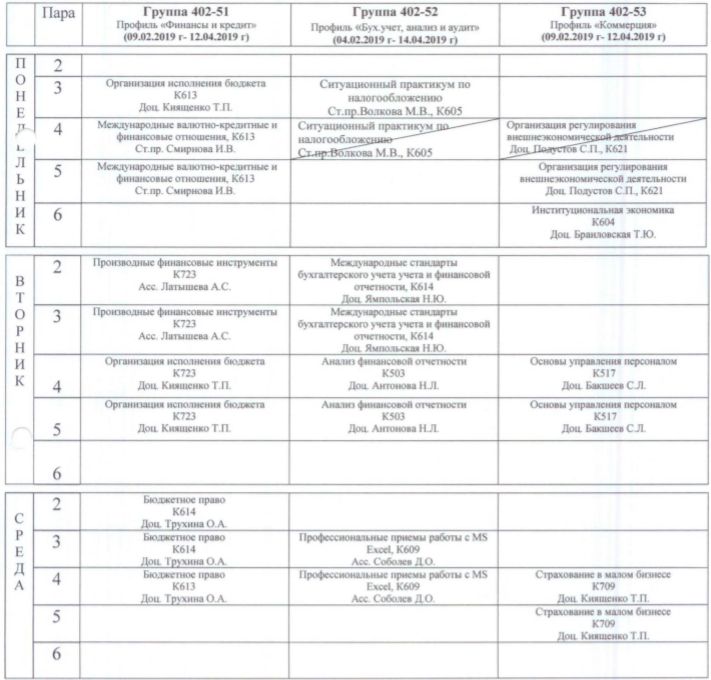 Пара
Группа 402-51
Профиль «Финансы и кредит»
(09.02.2019 г- 12.04.2019 г)
Группа 402-52
Профиль «Бух.учет, анализ и аудит»
(04.02.2019 г- 14.04.2019 г)
Группа 402-53
Профиль «Коммерция»
(09.02.2019 г- 12.04.2019 г)
2
3
Организация исполнения бюджета
К613
Доц. Киященко Т.П.
Ситуационный практикум по
налогообложению
Ст.пр.Волкова М.В., К605
4
Международные валютно-кредитные и
финансовые отношения, К613
Ст.пр. Смирнова И.В.
Ситуационный практикум по
налогообложению
Ст.пр.Волкова М.В., К605
Организация регулирования
внешнеэкономической деятельности
Доц. Подустов С.П., К621
5
Международные валютно-кредитные и
финансовые отношения, К613
Ст.пр. Смирнова И.В.
Организация регулирования
внешнеэкономической деятельности
Доц. Подустов С.П., К621
6
Институциональная экономика
К604
Доц. Браиловская Т.Ю.
ВТОРНИК
2
Производные финансовые инструменты
К723
Асс. Латышева А.С.
Международные стандарты
бухгалтерского учета учета и финансовой
отчетности, К614
Доц. Ямпольская Н.Ю.
3
Производные финансовые инструменты
К723
Асс. Латышева А.С.
Международные стандарты
бухгалтерского учета учета и финансовой
отчетности, К614
Доц. Ямпольская Н.Ю.
4
Организация исполнения бюджета
К723
Доц. Киященко Т.П.
Анализ финансовой отчетности
К503
Доц. Антонова Н.Л.
Основы управления персоналом
К517
Доц. Бакшеев С.Л.
5
Организация исполнения бюджета
К723
Доц. Киященко Т.П.
Анализ финансовой отчетности
К503
Доц. Антонова Н.Л.
Основы управления персоналом
К517
Доц. Бакшеев С.Л.
6
СРЕДА
2
Бюджетное право
К614
Доц. Трухина О.А.
3
Бюджетное право
К614
Доц. Трухина О.А.
Профессиональные приемы работы с MS
Excel, К609
Асс. Соболев Д.О.
4
Бюджетное право
К613
Доц. Трухина О.А.
Профессиональные приемы работы с MS
Excel, К609
Асс. Соболев Д.О.
Страхование в малом бизнесе
К709
Доц. Киященко Т.П.
5
Страхование в малом бизнесе
К709
Доц. Киященко Т.П.
6